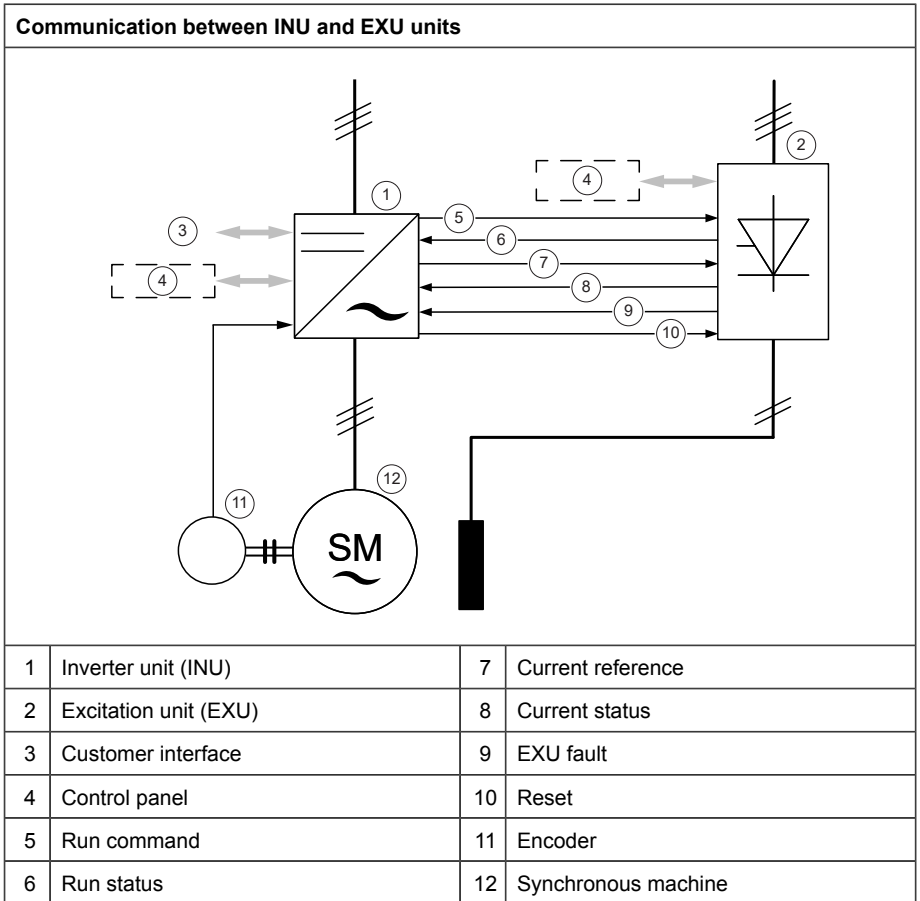 Communication between INU and EXU units
2
4
1
5
3
6
7
4
8
9
10
12
11
SM
1 Inverter unit (INU) 7 Current reference
2 Excitation unit (EXU) 8 Current status
3 Customer interface 9 EXU fault
4 Control panel 10 Reset
5 Run command 11 Encoder
6 Run status 12 Synchronous machine